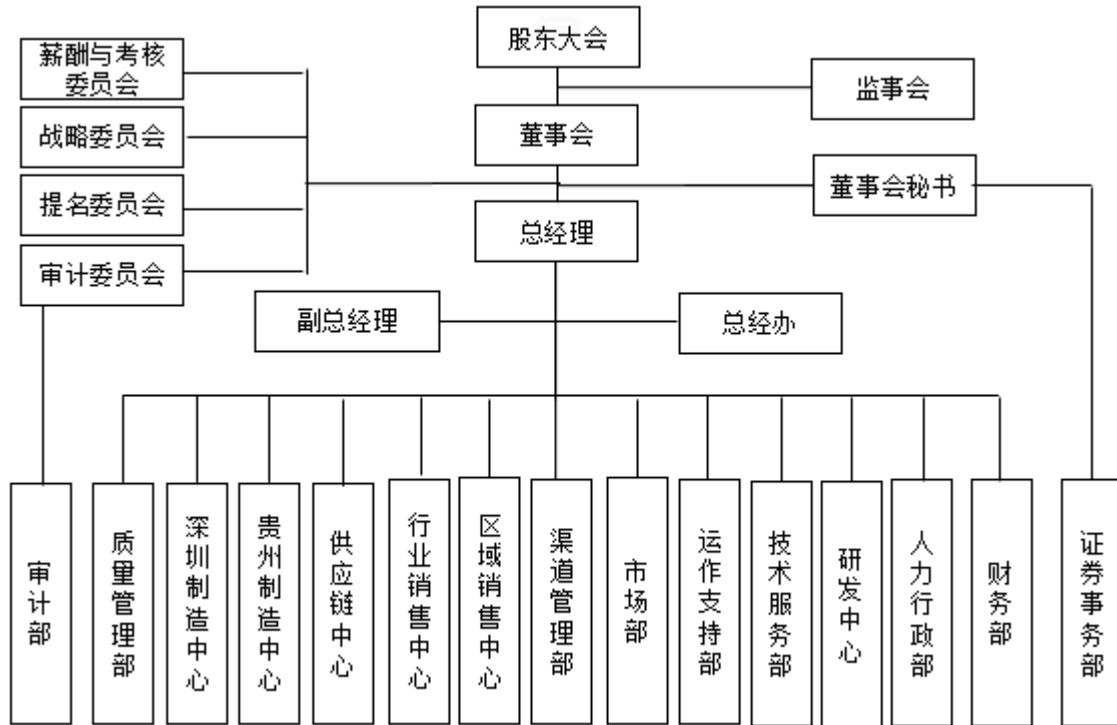 股东大会
薪酬与考核
委员会
监事会
战略委员会
董事会
提名委员会
董事会秘书
总经理
审计委员会
副总经理
总经办
审计部
质量管理部
深圳制造中心
贵州制造中心
供应链中心
行业销售中心
区域销售中心
渠道管理部
市场部
运作支持部
技术服务部
研发中心
人力行政部
财务部
证券事务部